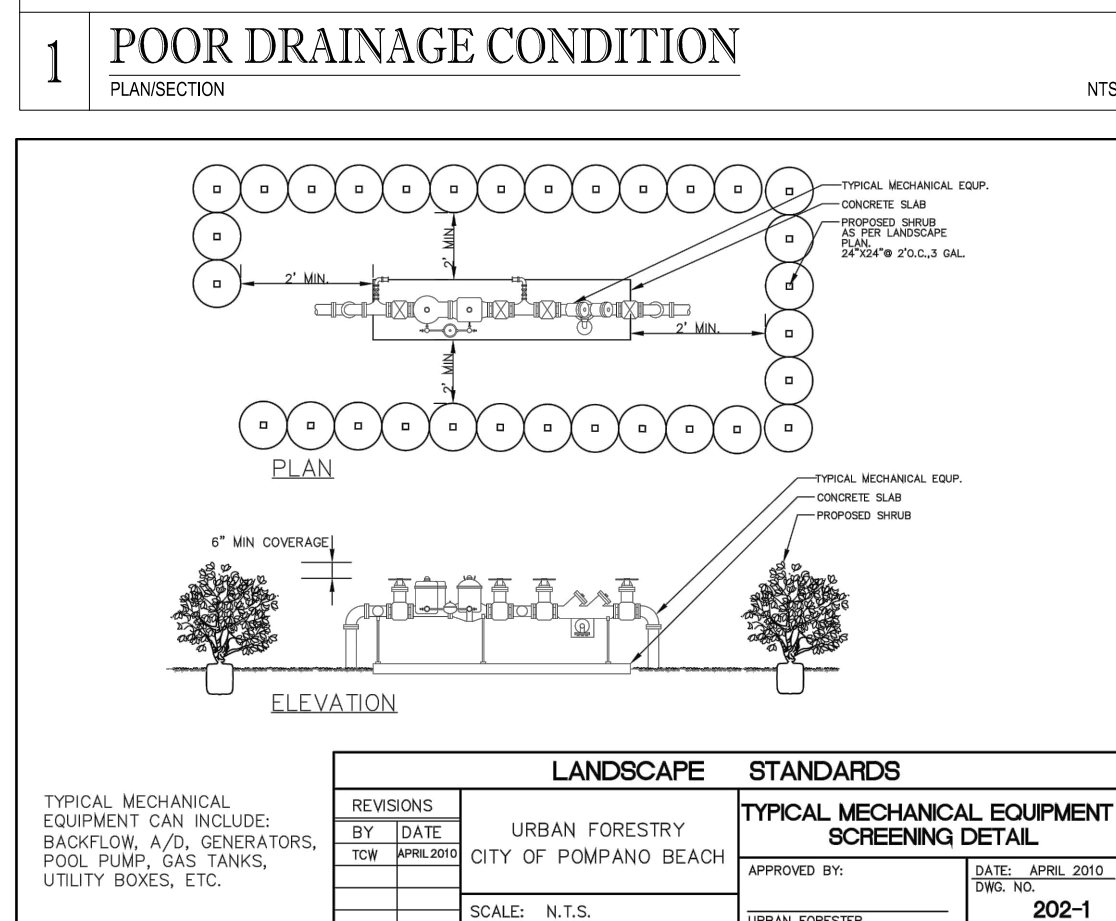 1
POOR DRAINAGE CONDITION
PLAN/SECTION
NTS
TYPICAL MECHANICAL EQUIP.
CONCRETE SLAB
PROPOSED SHRUB
AS PER LANDSCAPE
PLAN.
24"X24"@ 2'O.C.,3 GAL.
2' MIN.
2' MIN.
2' MIN.
2' MIN.
PLAN
TYPICAL MECHANICAL EQUP.
CONCRETE SLAB
PROPOSED SHRUB
6" MIN COVERAGE
ELEVATION
TYPICAL MECHANICAL
EQUIPMENT CAN INCLUDE:
BACKFLOW, A/D, GENERATORS,
POOL PUMP, GAS TANKS,
UTILITY BOXES, ETC.
LANDSCAPE STANDARDS
REVISIONS
BY DATE
TCW APRIL 2010
URBAN FORESTRY
CITY OF POMPANO BEACH
SCALE: N.T.S.
TYPICAL MECHANICAL EQUIPMENT
SCREENING DETAIL
APPROVED BY:
URBAN FORESTER
DATE: APRIL 2010
DWG. NO.
202-1